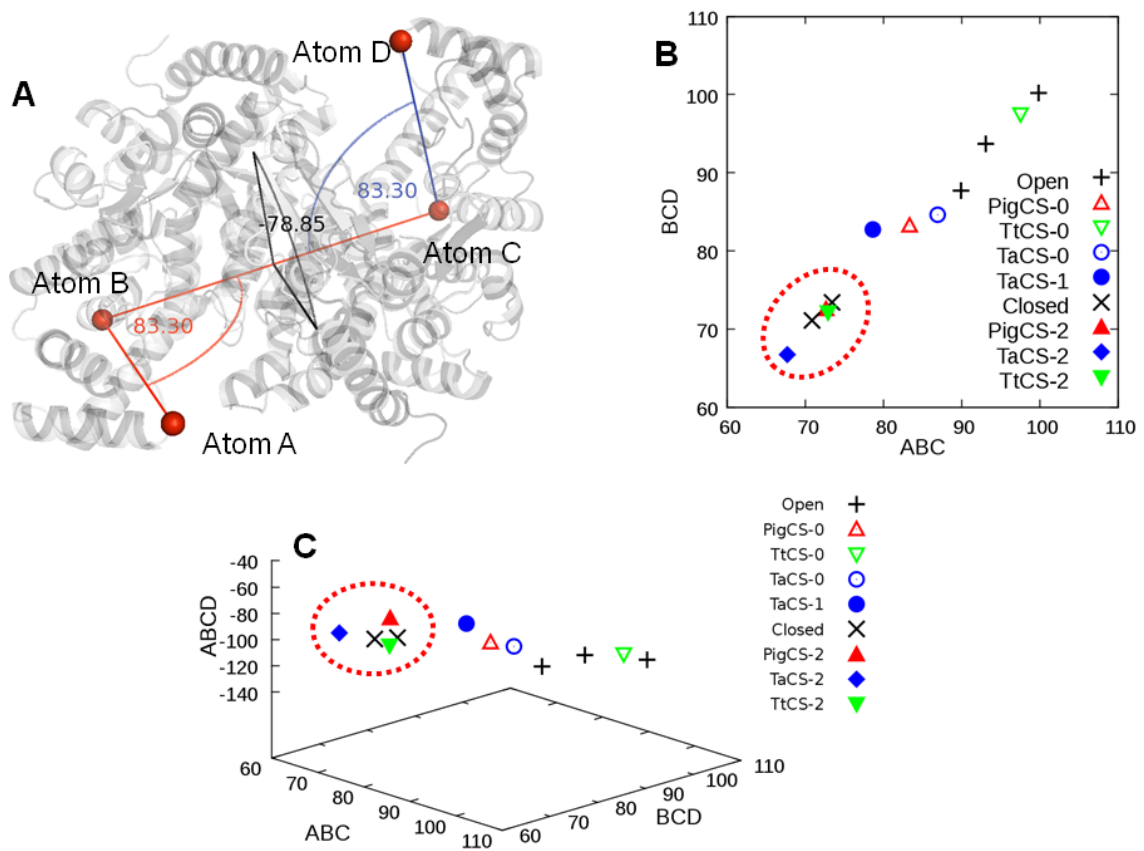 A
Atom D
83.30
-78.85
Atom C
Atom B
83.30
Atom A
B
110
100
90
80
70
60
BCD
60
70
80
90
100
110
ABC
Open
PigCS-0
TtCS-0
TaCS-0
TaCS-1
Closed
PigCS-2
TaCS-2
TtCS-2
C
-40
-60
-80
-100
-120
-140
ABCD
60
70
80
90
100
110
ABC
60
70
80
90
100
110
BCD
Open
PigCS-0
TtCS-0
TaCS-0
TaCS-1
Closed
PigCS-2
TaCS-2
TtCS-2